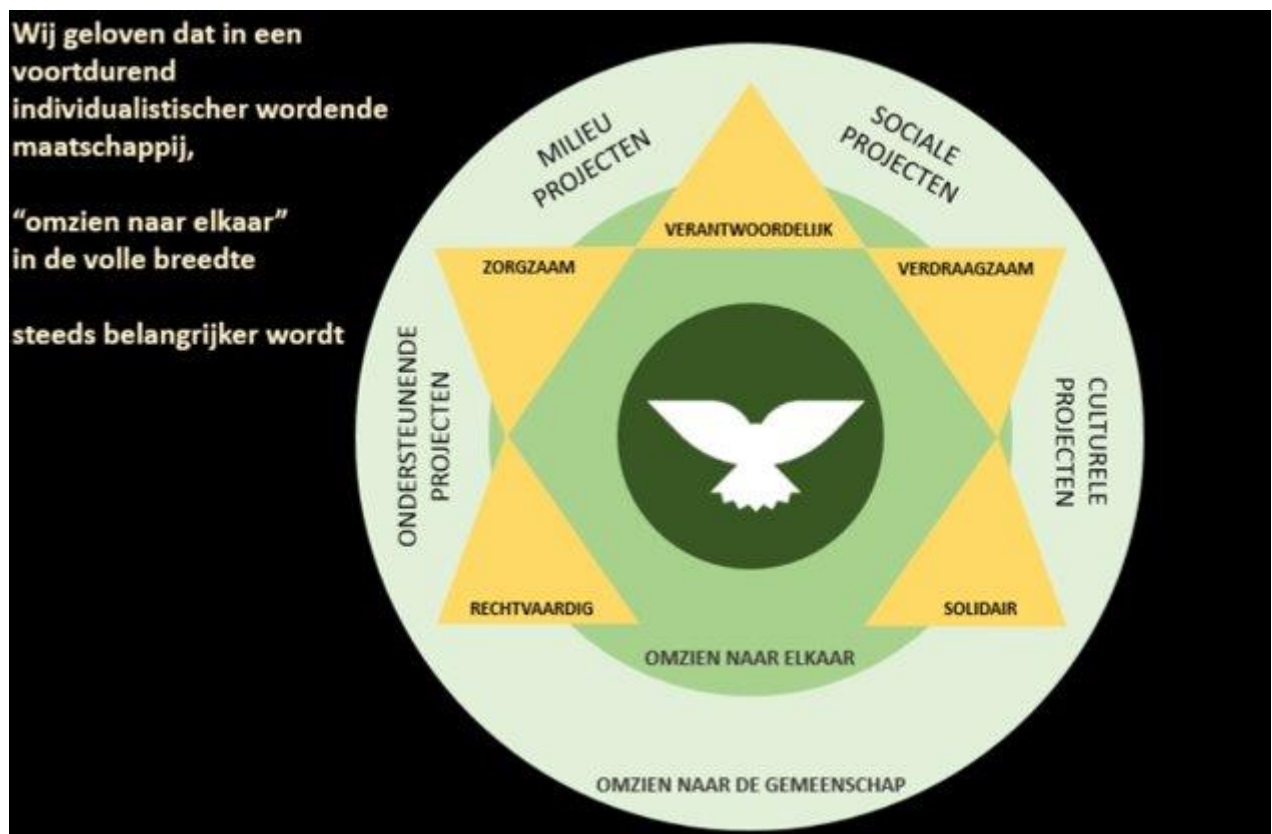 Wij geloven dat in een
voortdurend
individualistischer wordende
maatschappij,
“omzien naar elkaar”
in de volle breedte
steeds belangrijker wordt
MILIEU
PROJECTEN
SOCIALE
PROJECTEN
VERANTWOORDELIJK
ZORGZAAM
VERDRAAGZAAM
ONDERSTEUNENDE
PROJECTEN
CULTURELE
PROJECTEN
RECHTVAARDIG
SOLIDAIR
OMZIEN NAAR ELKAAR
OMZIEN NAAR DE GEMEENSCHAP